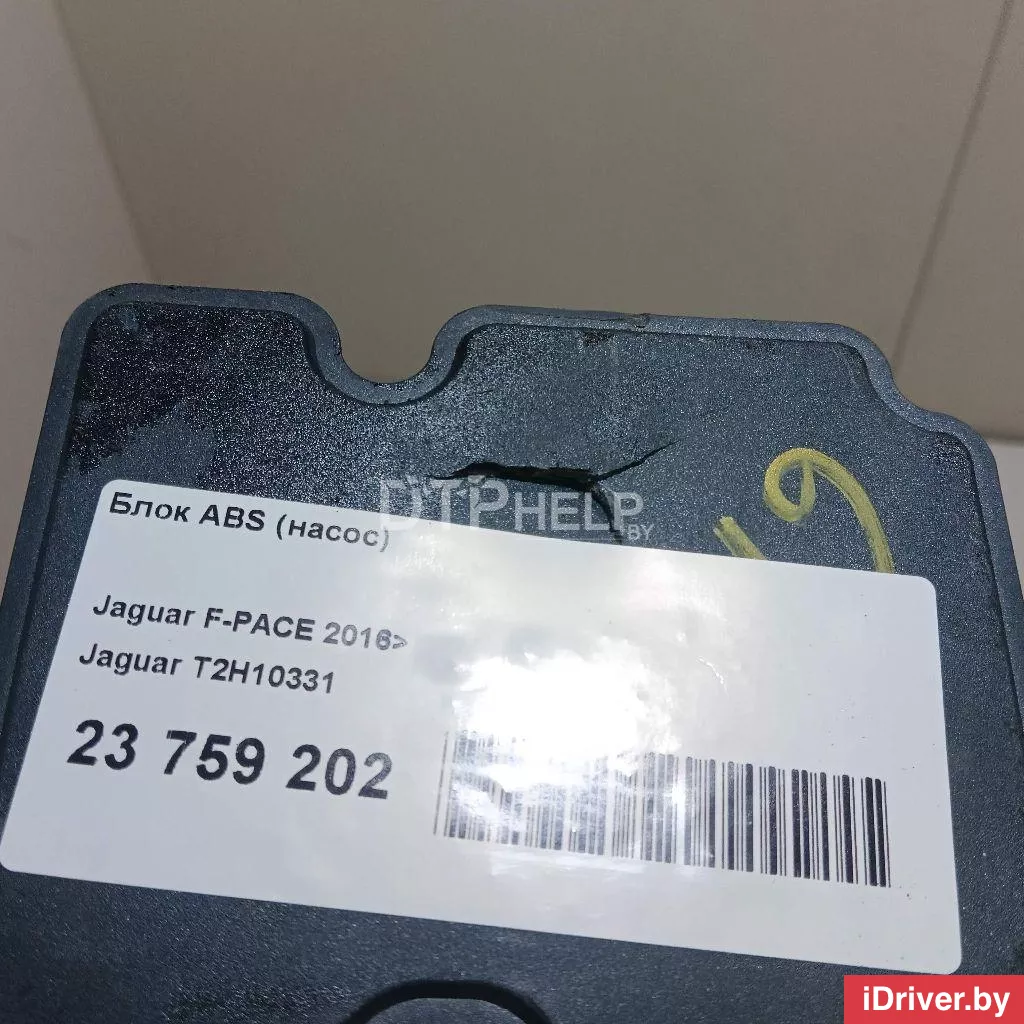 DTPHELP.BY
Блок ABS (насос)
Jaguar F-PACE 2016>
Jaguar T2H10331
23 759 202
iDriver.by